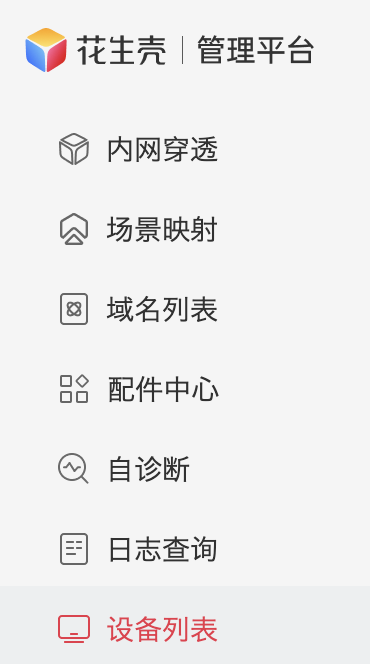 花生壳 | 管理平台
内网穿透
场景映射
域名列表
配件中心
自诊断
日志查询
设备列表